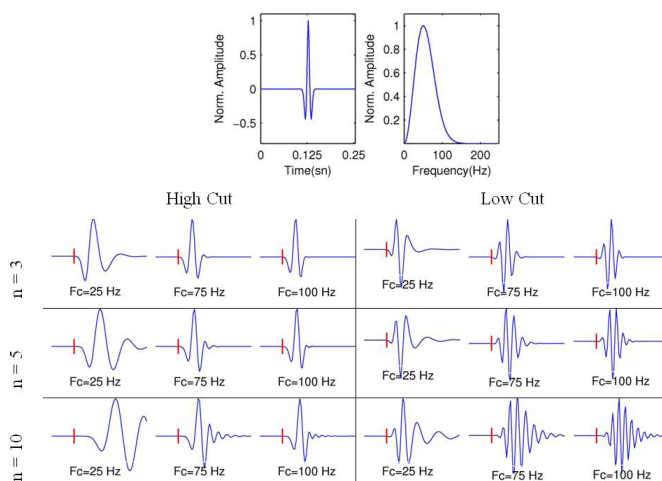 Norm. Amplitude
1
0.5
0
−0.5
0 0.125 0.25
Time(sn)
Norm. Amplitude
1
0.8
0.6
0.4
0.2
0 100 200
Frequency(Hz)
High Cut Low Cut
n = 3
Fc=25 Hz Fc=75 Hz Fc=100 Hz Fc=25 Hz Fc=75 Hz Fc=100 Hz
n = 5
Fc=25 Hz Fc=75 Hz Fc=100 Hz Fc=25 Hz Fc=75 Hz Fc=100 Hz
n = 10
Fc=25 Hz Fc=75 Hz Fc=100 Hz Fc=25 Hz Fc=75 Hz Fc=100 Hz